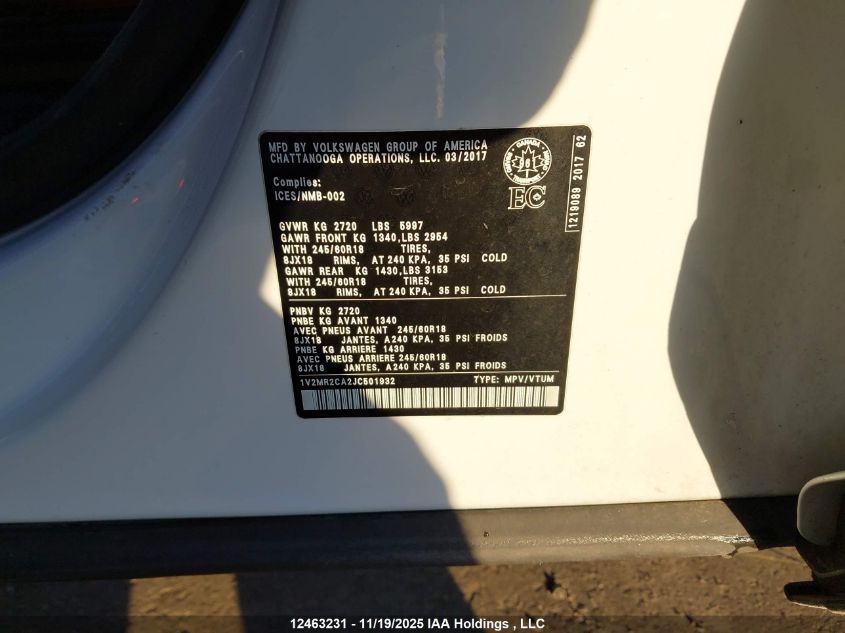 MFD BY VOLKSWAGEN GROUP OF AMERICA
CHATTANOOGA OPERATIONS, LLC. 03/2017
CANADA
96
EC
1219089 2017 62
Complies:
ICES/NMB-002
GVWR KG 2720 LBS 5997
GAWR FRONT KG 1340,LBS 2954
WITH 245/60R18 TIRES,
8JX18 RIMS, AT 240 KPA, 35 PSI COLD
GAWR REAR KG 1430,LBS 3153
WITH 245/60R18 TIRES,
8JX18 RIMS, AT 240 KPA, 35 PSI COLD
PNBV KG 2720
PNBE KG AVANT 1340
AVEC PNEUS AVANT 245/60R18
8JX18 JANTES, A 240 KPA, 35 PSI FROIDS
PNBE KG ARRIERE 1430
AVEC PNEUS ARRIERE 245/60R18
8JX18 JANTES, A 240 KPA, 35 PSI FROIDS
1V2MR2CA2JC501932 TYPE: MPV/VTUM
12463231 - 11/19/2025 IAA Holdings , LLC